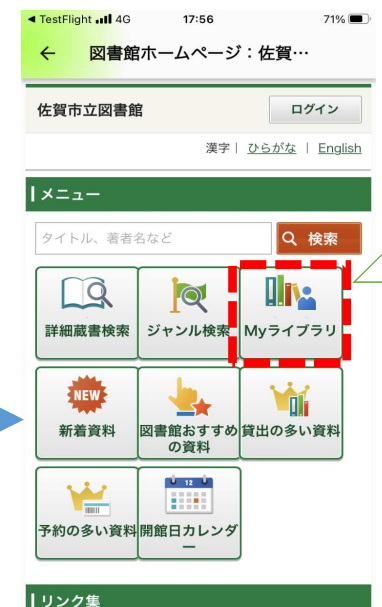 TestFlight 4G 17:56 71%
図書館ホームページ：佐賀…
佐賀市立図書館 ログイン
漢字 | ひらがな | English
メニュー
タイトル、著者名など 検索
詳細蔵書検索 ジャンル検索 Myライブラリ
NEW
新着資料 図書館おすすめの資料 貸出の多い資料
12
予約の多い資料 開館日カレンダー
リンク集